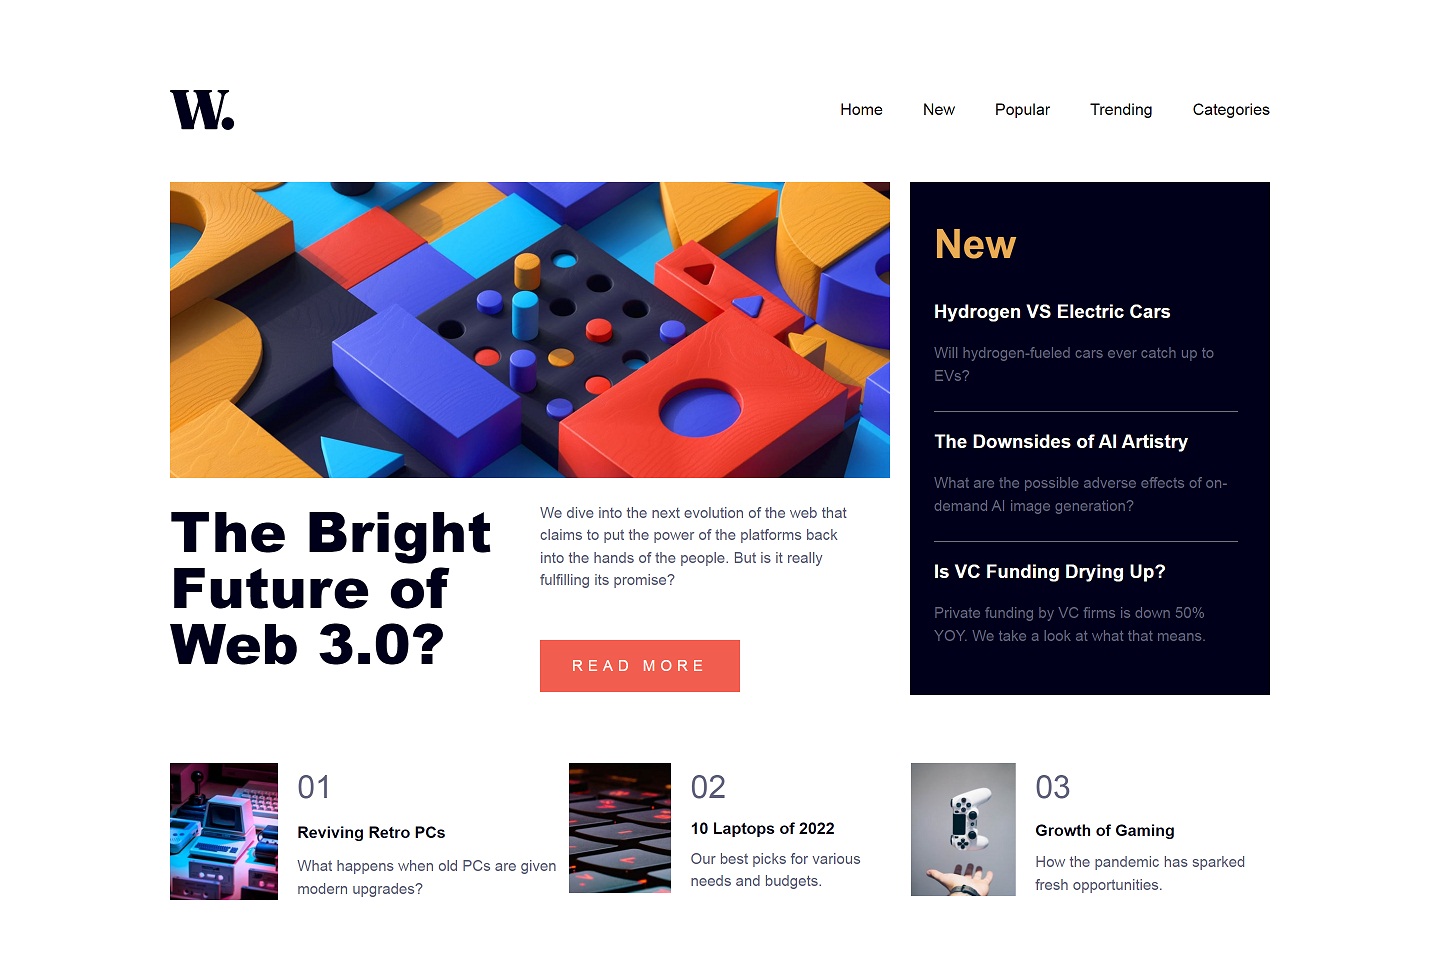 W.
Home
New
Popular
Trending
Categories
New
Hydrogen VS Electric Cars
Will hydrogen-fueled cars ever catch up to
EVs?
The Downsides of AI Artistry
What are the possible adverse effects of on-
demand AI image generation?
Is VC Funding Drying Up?
Private funding by VC firms is down 50%
YOY. We take a look at what that means.
The Bright
Future of
Web 3.0?
We dive into the next evolution of the web that
claims to put the power of the platforms back
into the hands of the people. But is it really
fulfilling its promise?
READ MORE
01
Reviving Retro PCs
What happens when old PCs are given
modern upgrades?
02
10 Laptops of 2022
Our best picks for various
needs and budgets.
03
Growth of Gaming
How the pandemic has sparked
fresh opportunities.